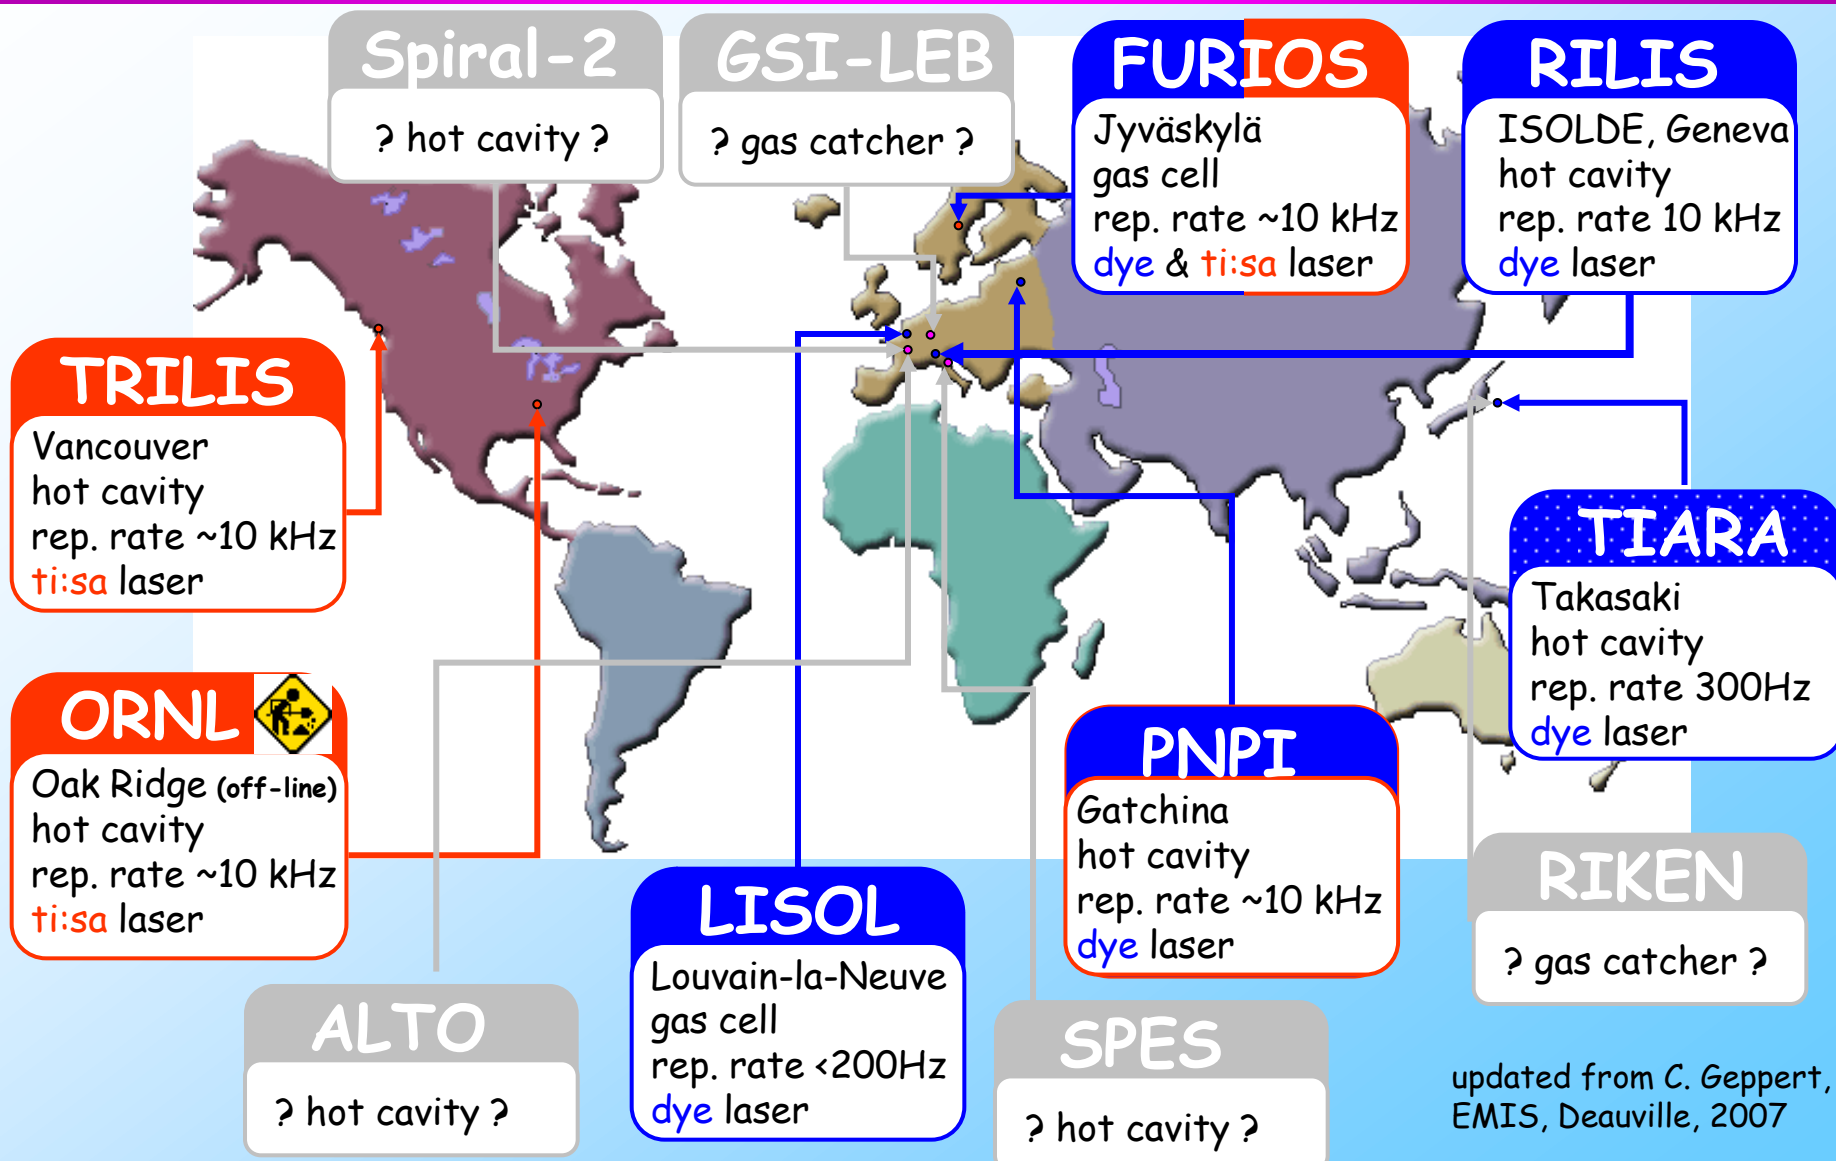 Spiral-2
? hot cavity ?
GSI-LEB
? gas catcher ?
FURIOS
Jyväskylä
gas cell
rep. rate ~10 kHz
dye & ti:sa laser
RILIS
ISOLDE, Geneva
hot cavity
rep. rate 10 kHz
dye laser
TRILIS
Vancouver
hot cavity
rep. rate ~10 kHz
ti:sa laser
TIARA
Takasaki
hot cavity
rep. rate 300Hz
dye laser
ORNL
Oak Ridge (off-line)
hot cavity
rep. rate ~10 kHz
ti:sa laser
PNPI
Gatchina
hot cavity
rep. rate ~10 kHz
dye laser
LISOL
Louvain-la-Neuve
gas cell
rep. rate <200Hz
dye laser
RIKEN
? gas catcher ?
ALTO
? hot cavity ?
SPES
? hot cavity ?
updated from C. Geppert,
EMIS, Deauville, 2007